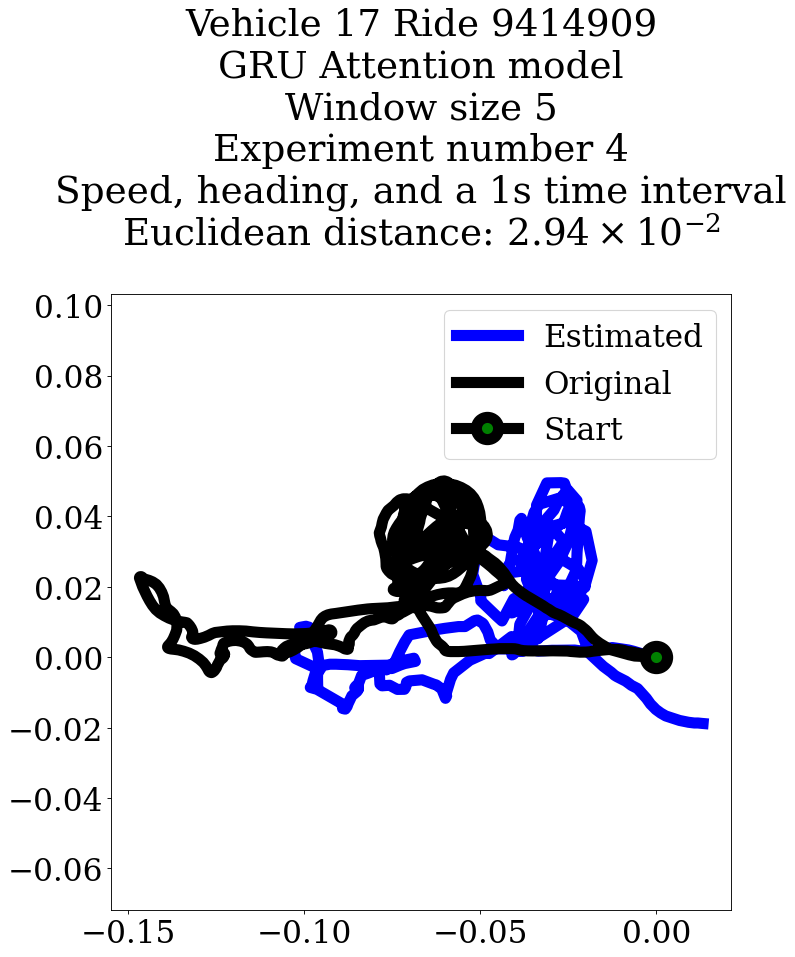 Vehicle 17 Ride 9414909
GRU Attention model
Window size 5
Experiment number 4
Speed, heading, and a 1s time interval
Euclidean distance: 2.94 × 10⁻²
Estimated
Original
Start
0.10
0.08
0.06
0.04
0.02
0.00
−0.02
−0.04
−0.06
−0.15 −0.10 −0.05 0.00